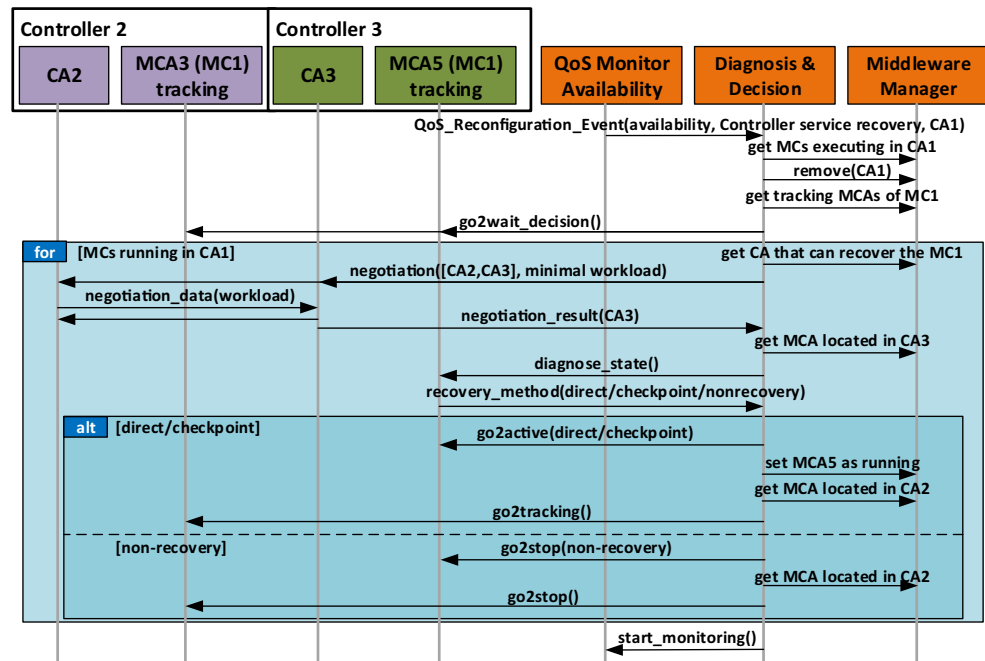 Controller 2
Controller 3
CA2
MCA3 (MC1)
tracking
CA3
MCA5 (MC1)
tracking
QoS Monitor
Availability
Diagnosis &
Decision
Middleware
Manager
QoS_Reconfiguration_Event(availability, Controller service recovery, CA1)
get MCs executing in CA1
remove(CA1)
get tracking MCAs of MC1
go2wait_decision()
for
[MCs running in CA1]
get CA that can recover the MC1
negotiation([CA2,CA3], minimal workload)
negotiation_data(workload)
negotiation_result(CA3)
get MCA located in CA3
diagnose_state()
recovery_method(direct/checkpoint/nonrecovery)
alt
[direct/checkpoint]
go2active(direct/checkpoint)
set MCA5 as running
get MCA located in CA2
go2tracking()
[non-recovery]
go2stop(non-recovery)
get MCA located in CA2
go2stop()
start_monitoring()